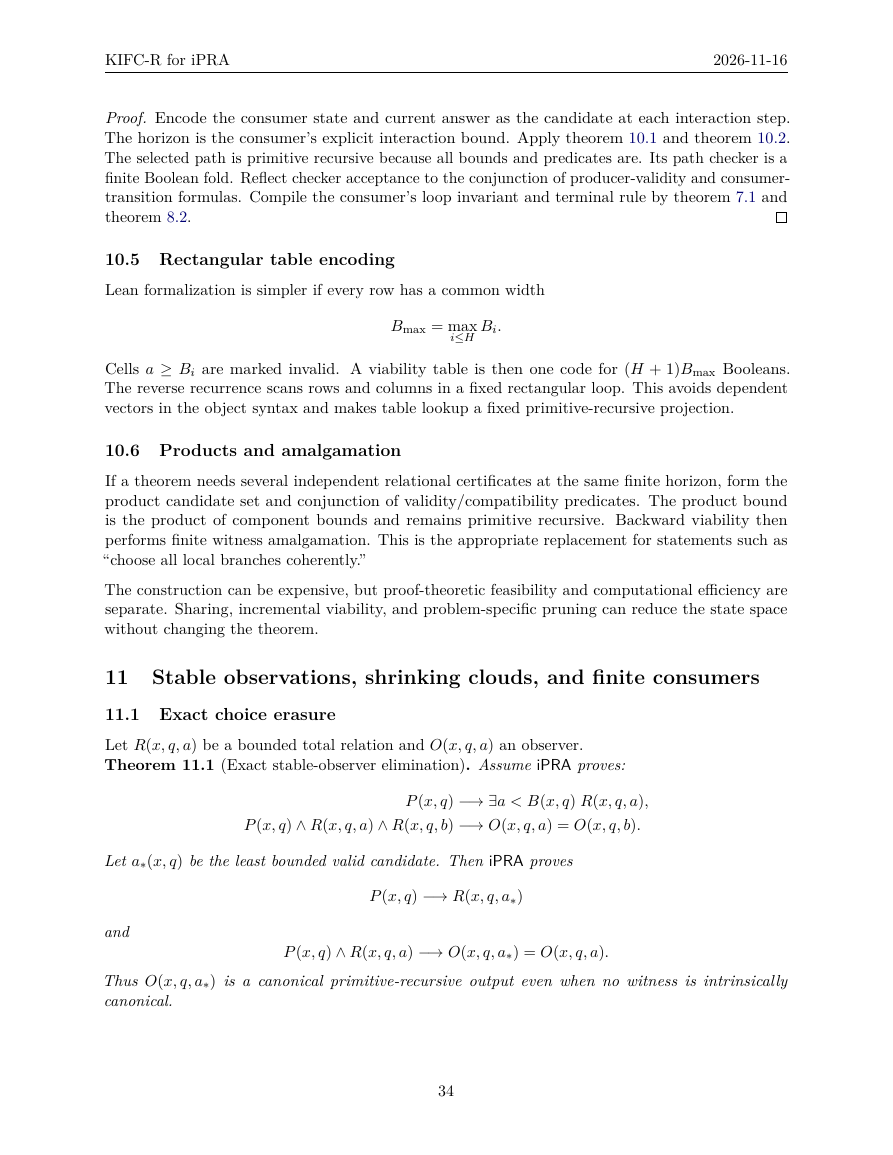 KIFC-R for iPRA 2026-11-16
Proof. Encode the consumer state and current answer as the candidate at each interaction step.
The horizon is the consumer's explicit interaction bound. Apply theorem 10.1 and theorem 10.2.
The selected path is primitive recursive because all bounds and predicates are. Its path checker is a
finite Boolean fold. Reflect checker acceptance to the conjunction of producer-validity and consumer-
transition formulas. Compile the consumer's loop invariant and terminal rule by theorem 7.1 and
theorem 8.2. □
10.5 Rectangular table encoding
Lean formalization is simpler if every row has a common width
B_max = max_{i≤H} B_i.
Cells a ≥ B_i are marked invalid. A viability table is then one code for (H + 1)B_max Booleans.
The reverse recurrence scans rows and columns in a fixed rectangular loop. This avoids dependent
vectors in the object syntax and makes table lookup a fixed primitive-recursive projection.
10.6 Products and amalgamation
If a theorem needs several independent relational certificates at the same finite horizon, form the
product candidate set and conjunction of validity/compatibility predicates. The product bound
is the product of component bounds and remains primitive recursive. Backward viability then
performs finite witness amalgamation. This is the appropriate replacement for statements such as
“choose all local branches coherently.”
The construction can be expensive, but proof-theoretic feasibility and computational efficiency are
separate. Sharing, incremental viability, and problem-specific pruning can reduce the state space
without changing the theorem.
11 Stable observations, shrinking clouds, and finite consumers
11.1 Exact choice erasure
Let R(x, q, a) be a bounded total relation and O(x, q, a) an observer.
Theorem 11.1 (Exact stable-observer elimination). Assume iPRA proves:
P(x, q) ⟶ ∃a < B(x, q) R(x, q, a),
P(x, q) ∧ R(x, q, a) ∧ R(x, q, b) ⟶ O(x, q, a) = O(x, q, b).
Let a_*(x, q) be the least bounded valid candidate. Then iPRA proves
P(x, q) ⟶ R(x, q, a_*)
and
P(x, q) ∧ R(x, q, a) ⟶ O(x, q, a_*) = O(x, q, a).
Thus O(x, q, a_*) is a canonical primitive-recursive output even when no witness is intrinsically
canonical.
34